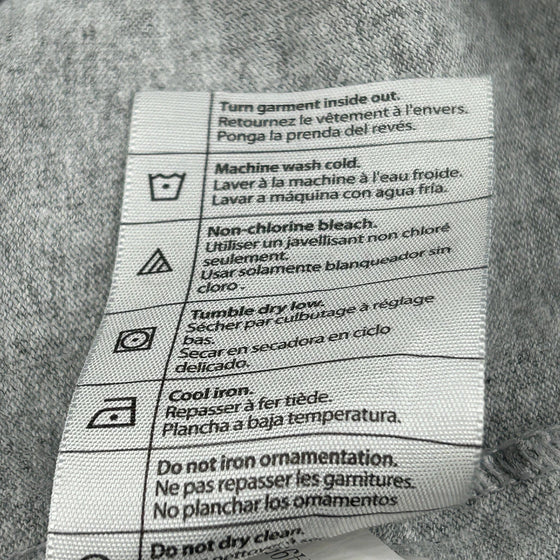 Turn garment inside out.
Retournez le vêtement à l'envers.
Ponga la prenda del revés.
Machine wash cold.
Laver à la machine à l'eau froide.
Lavar a máquina con agua fría.
Non-chlorine bleach.
Utiliser un javellisant non chloré
seulement.
Usar solamente blanqueador sin
cloro -
Tumble dry low.
Sécher par culbutage à réglage
bas.
Secar en secadora en ciclo
delicado.
Cool iron.
Repasser à fer tiède.
Plancha a baja temperatura.
Do not iron ornamentation.
Ne pas repasser les garnitures.
No planchar los ornamentos
Do not dry clean.